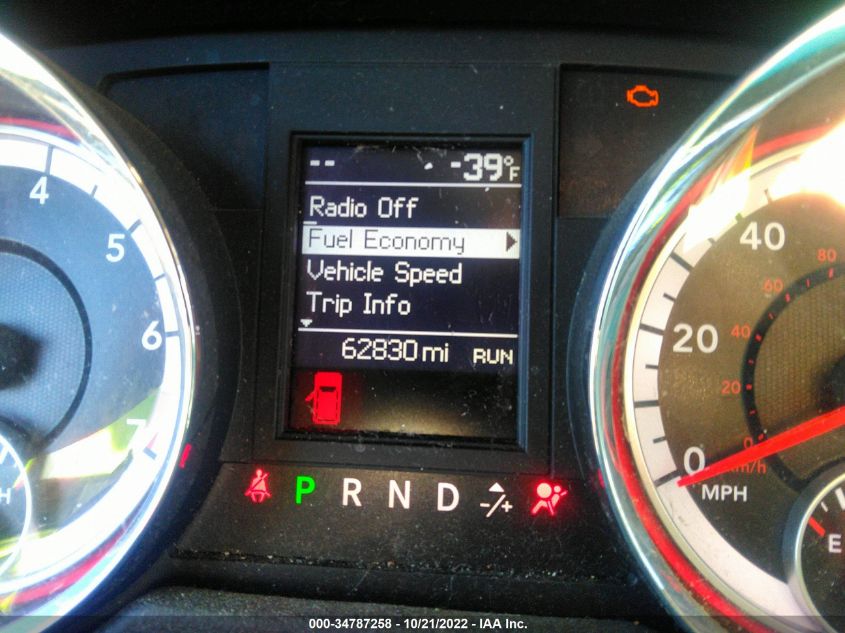 -- -39°F
Radio Off
Fuel Economy
Vehicle Speed
Trip Info
62830 mi RUN
P R N D -/+
4
5
6
7
H
40
20
0
MPH
80
60
40
20
0
km/h
E
000-34787258 - 10/21/2022 - IAA Inc.